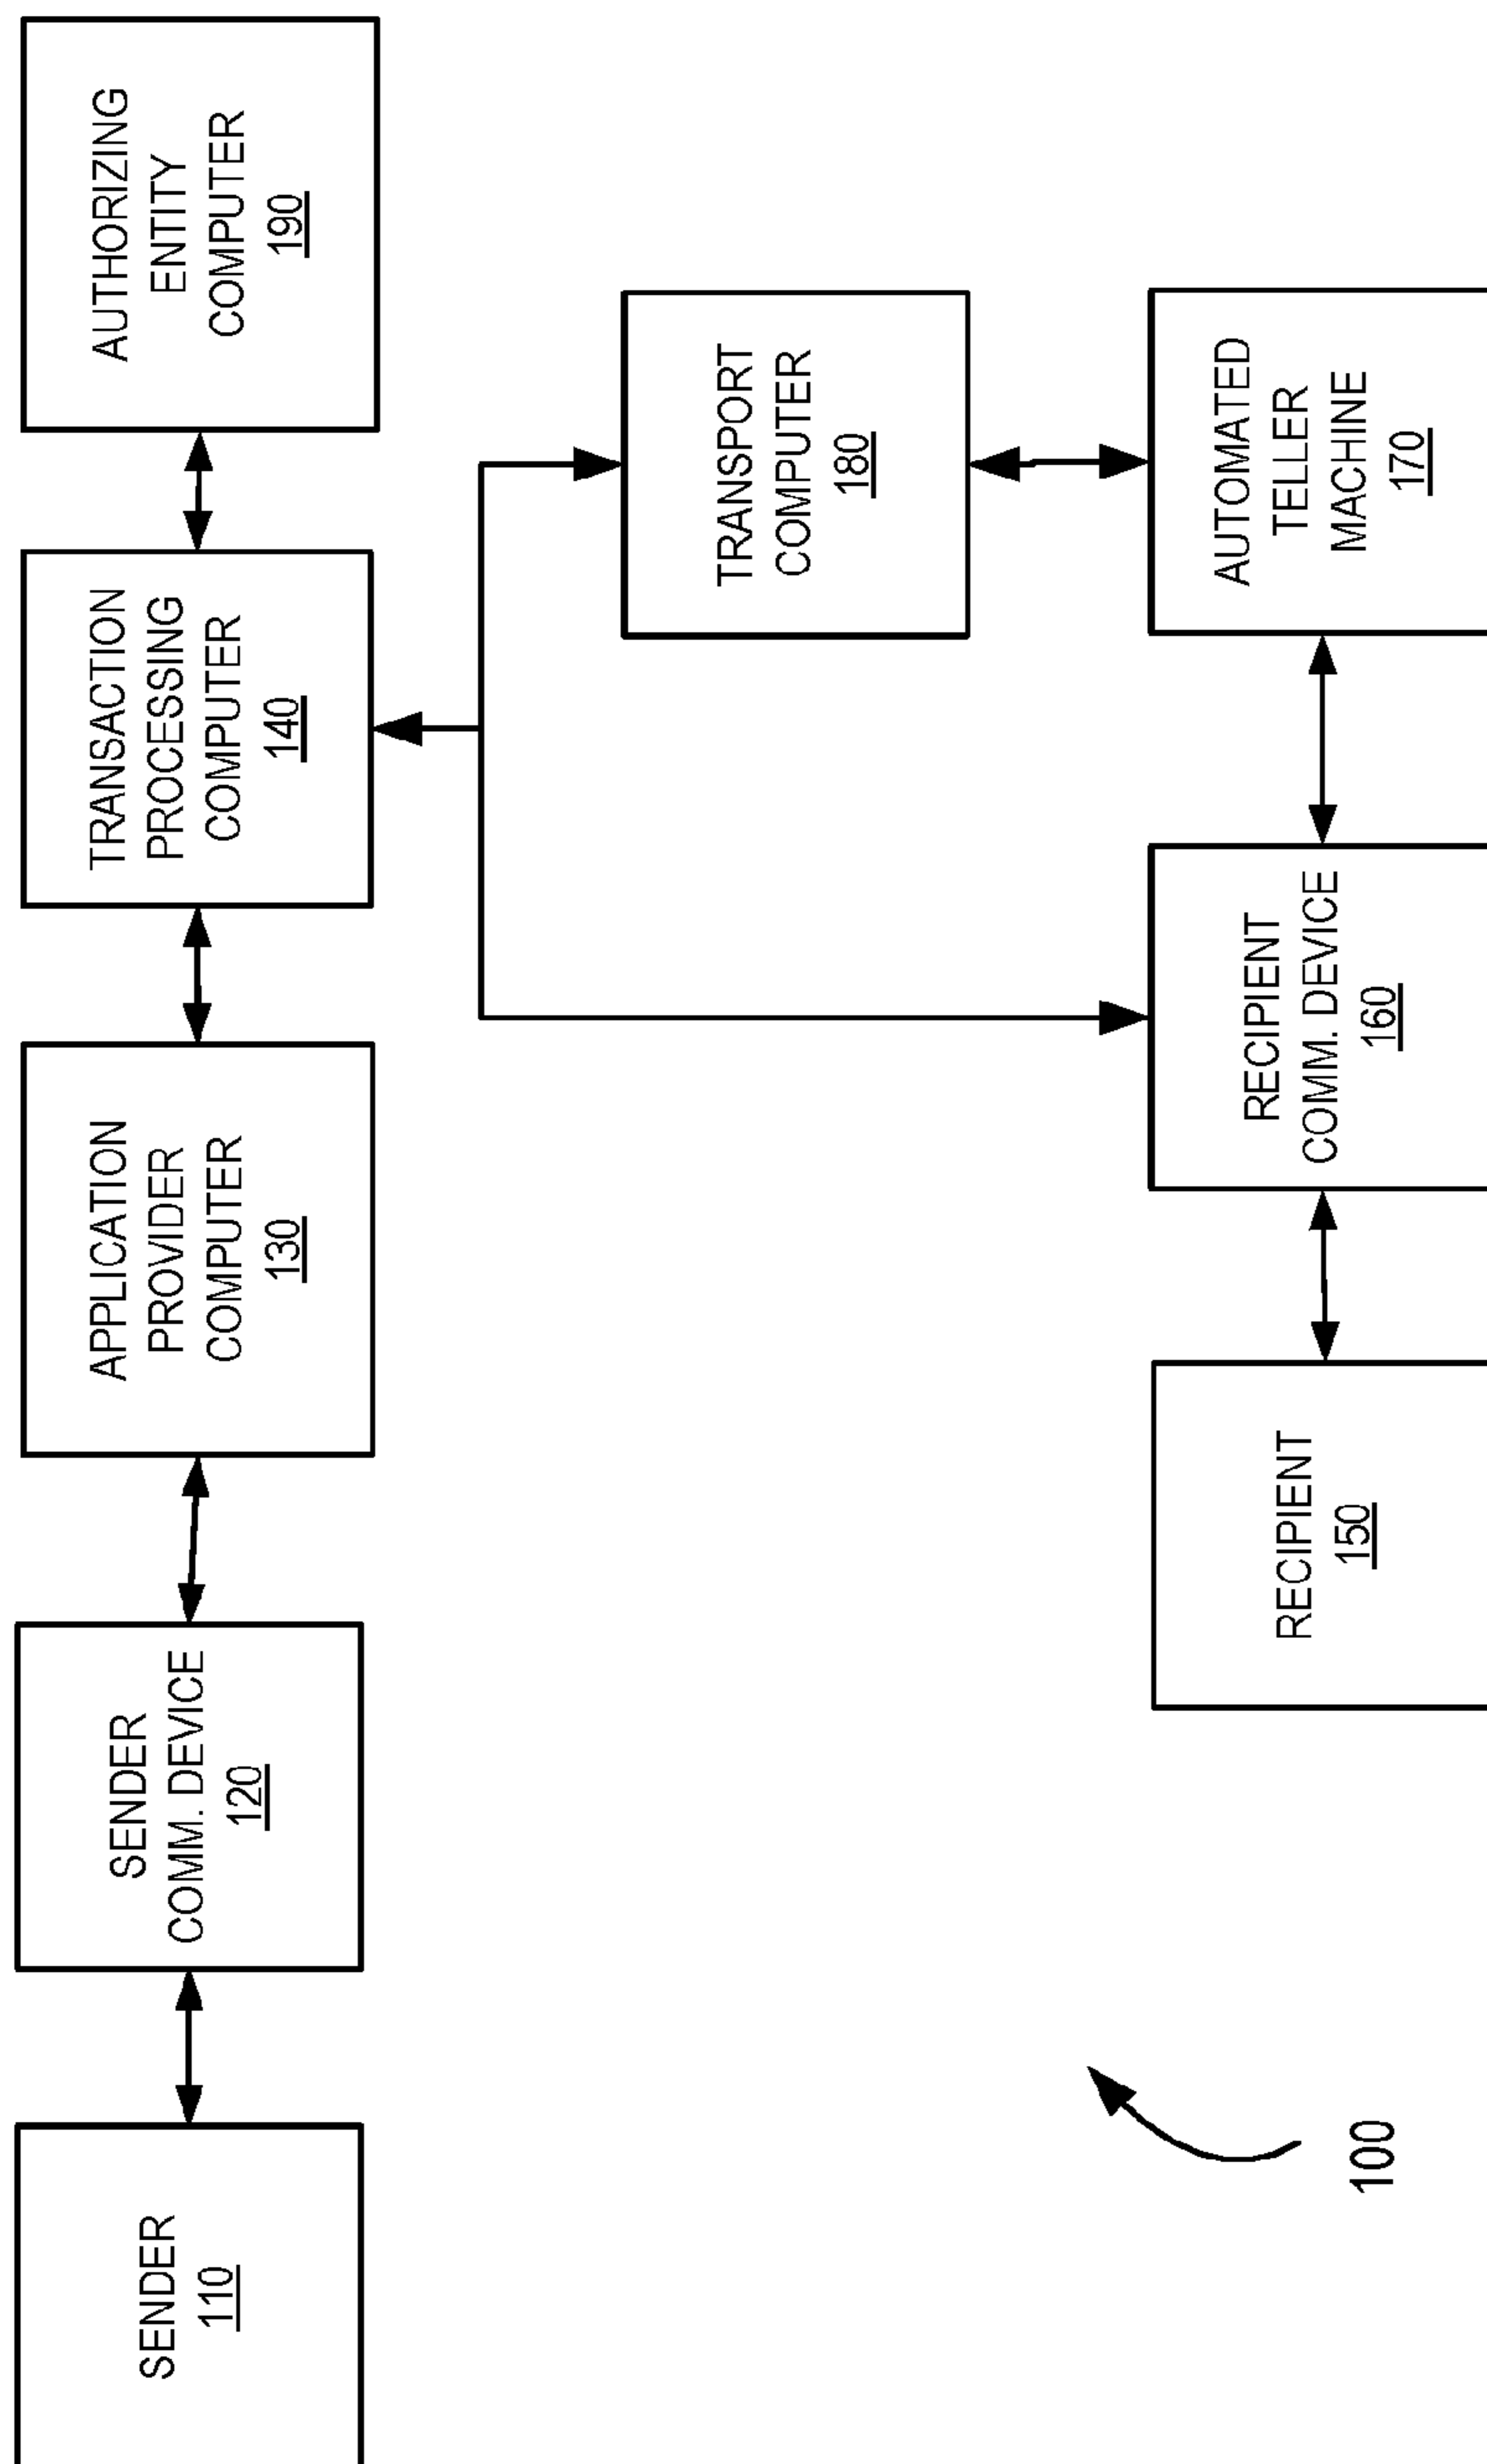 SENDER
110
SENDER
COMM. DEVICE
120
APPLICATION
PROVIDER
COMPUTER
130
TRANSACTION
PROCESSING
COMPUTER
140
AUTHORIZING
ENTITY
COMPUTER
190
TRANSPORT
COMPUTER
180
RECIPIENT
150
RECIPIENT
COMM. DEVICE
160
AUTOMATED
TELLER
MACHINE
170
100